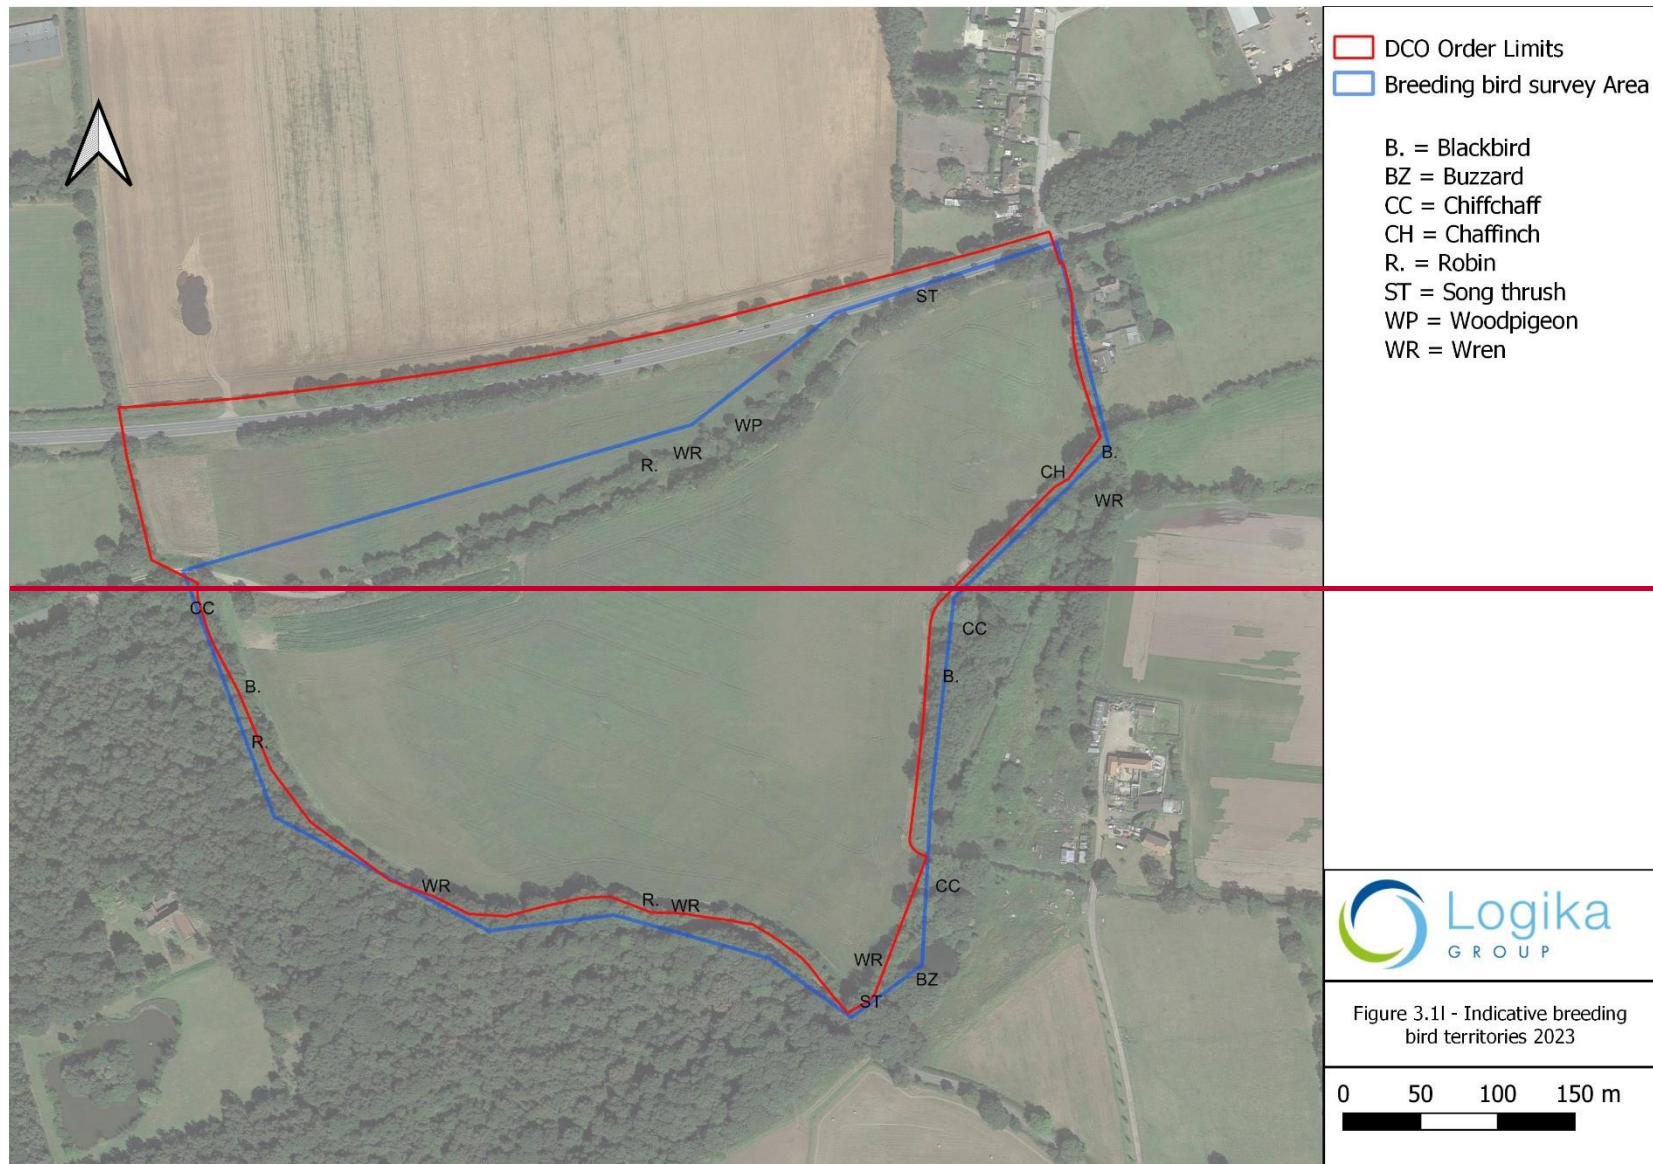 DCO Order Limits
Breeding bird survey Area
B. = Blackbird
BZ = Buzzard
CC = Chiffchaff
CH = Chaffinch
R. = Robin
ST = Song thrush
WP = Woodpigeon
WR = Wren
ST
WP
WR
R.
B.
CH
WR
CC
CC
B.
B.
R.
WR
CC
R.
WR
WR
BZ
ST
Logika
GROUP
Figure 3.1l - Indicative breeding
bird territories 2023
0 50 100 150 m